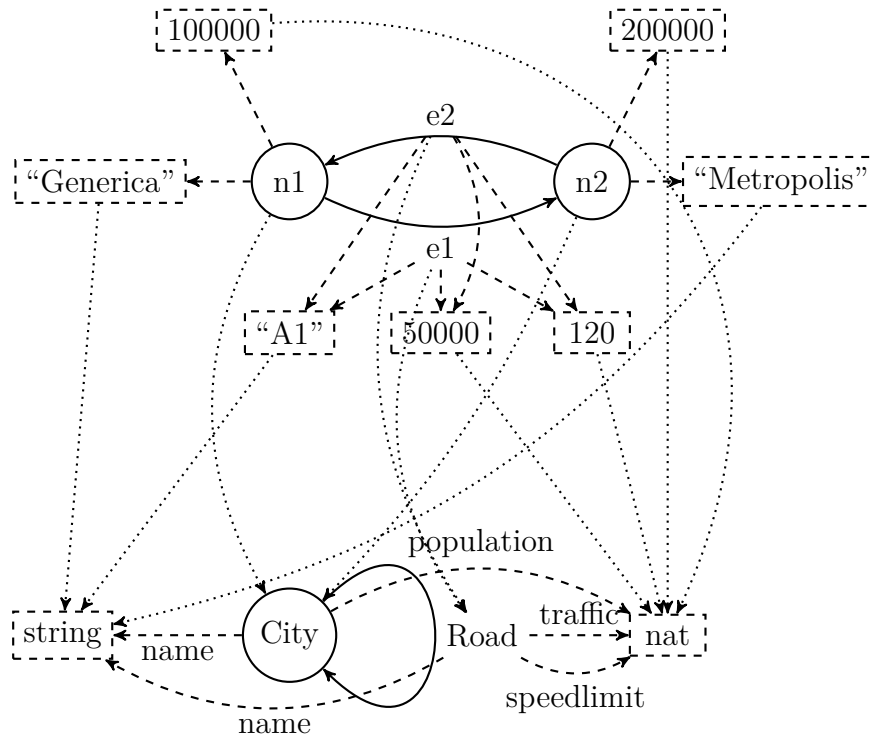 100000
200000
e2
“Generica”
n1
n2
“Metropolis”
e1
“A1”
50000
120
population
string
City
Road
traffic
nat
name
speedlimit
name